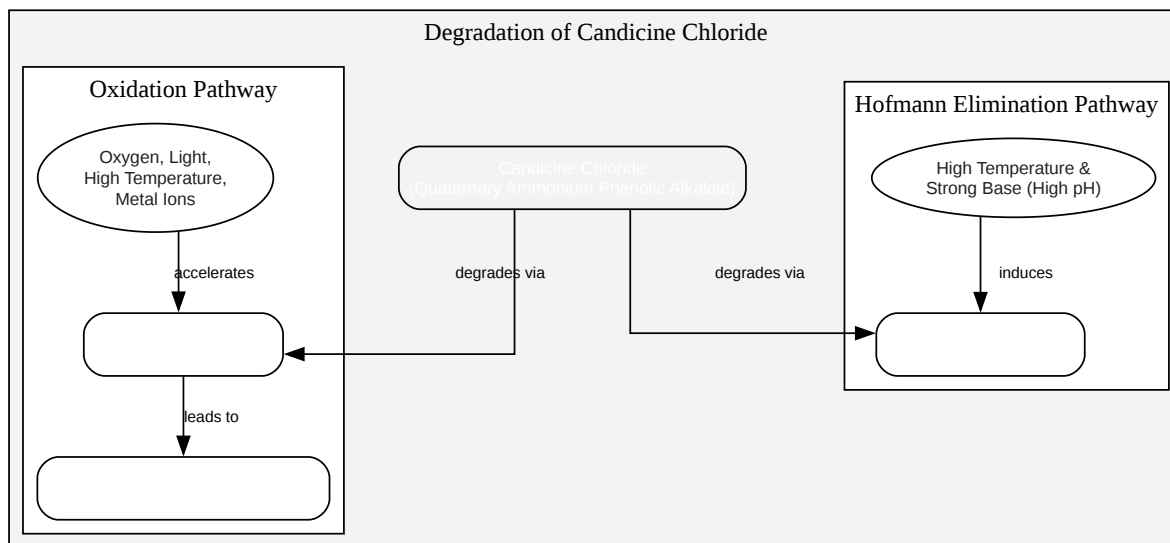 Degradation of Candicine Chloride
Oxidation Pathway
Oxygen, Light,
High Temperature,
Metal Ions
accelerates
leads to
Candicine Chloride
(Quaternary Ammonium Phenolic Alkaloid)
degrades via
degrades via
Hofmann Elimination Pathway
High Temperature &
Strong Base (High pH)
induces